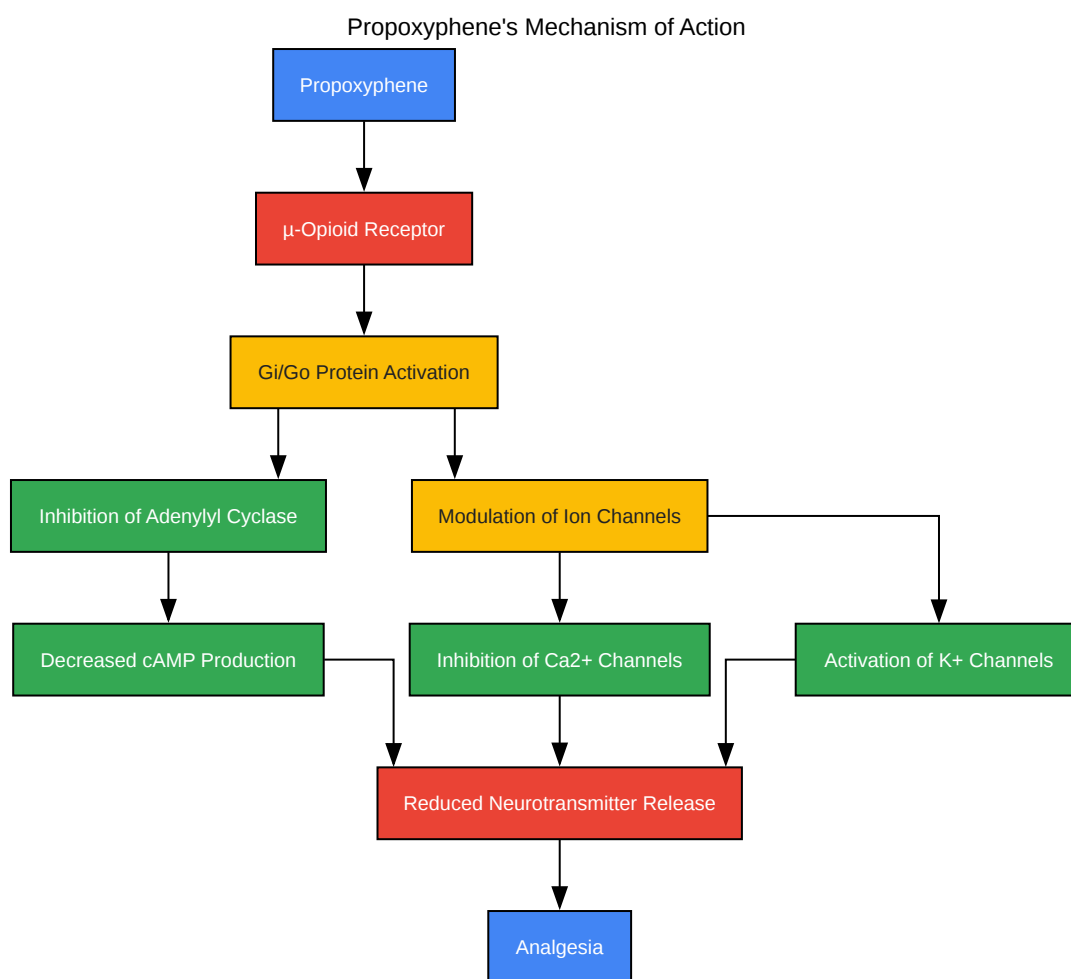 Propoxyphene's Mechanism of Action
Propoxyphene
µ-Opioid Receptor
Gi/Go Protein Activation
Inhibition of Adenylyl Cyclase
Modulation of Ion Channels
Decreased cAMP Production
Inhibition of Ca2+ Channels
Activation of K+ Channels
Reduced Neurotransmitter Release
Analgesia